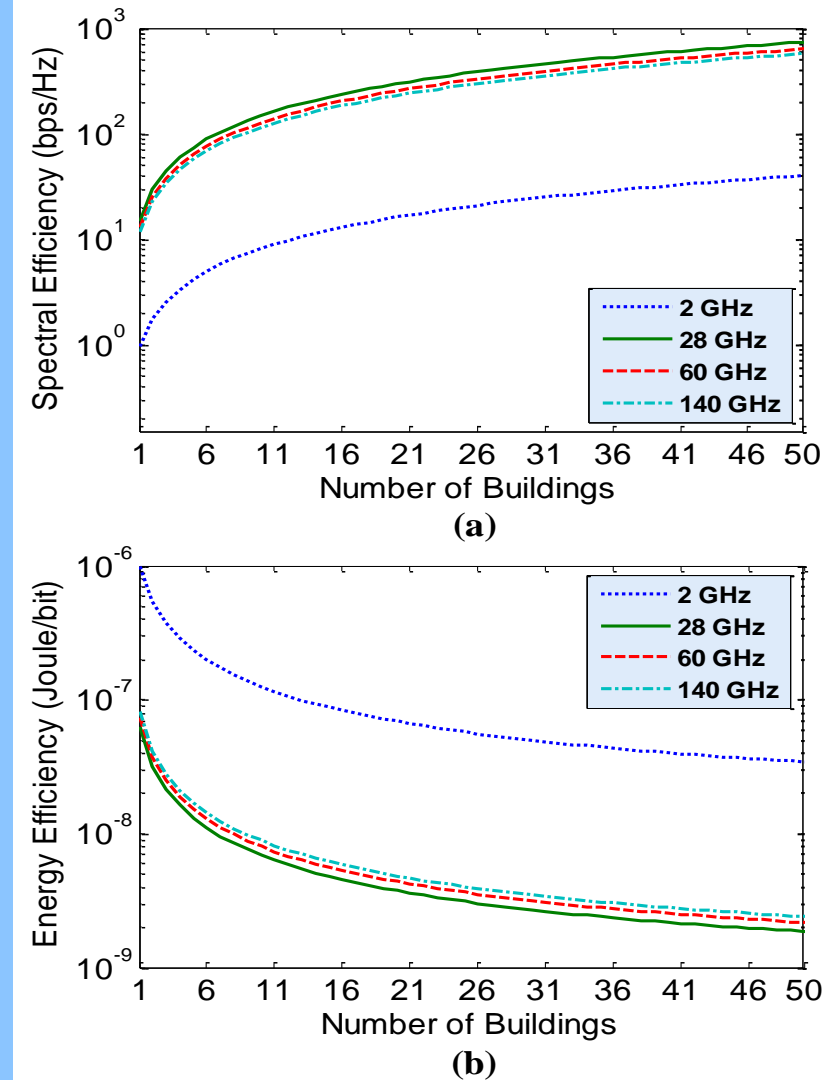 10^3
10^2
10^1
10^0
Spectral Efficiency (bps/Hz)
2 GHz
28 GHz
60 GHz
140 GHz
1 6 11 16 21 26 31 36 41 46 50
Number of Buildings
(a)
10^-6
10^-7
10^-8
10^-9
Energy Efficiency (Joule/bit)
2 GHz
28 GHz
60 GHz
140 GHz
1 6 11 16 21 26 31 36 41 46 50
Number of Buildings
(b)